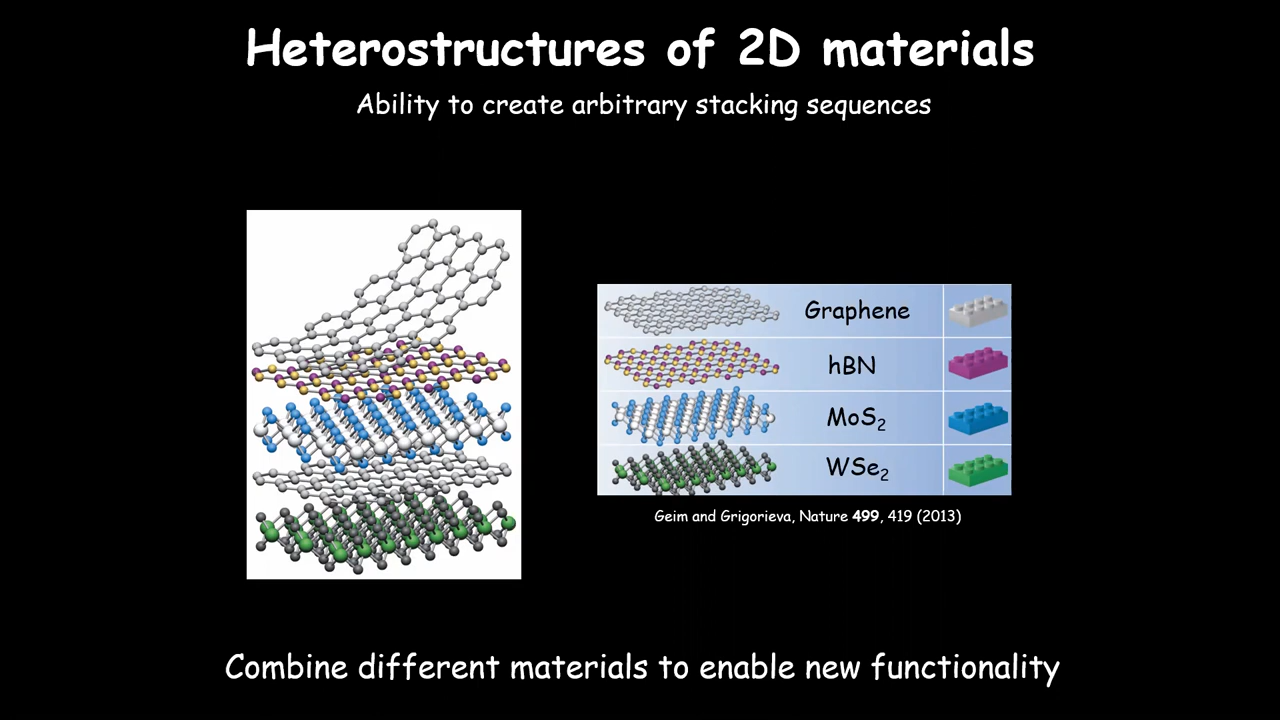 Heterostructures of 2D materials
Ability to create arbitrary stacking sequences
Graphene
hBN
MoS₂
WSe₂
Geim and Grigorieva, Nature 499, 419 (2013)
Combine different materials to enable new functionality